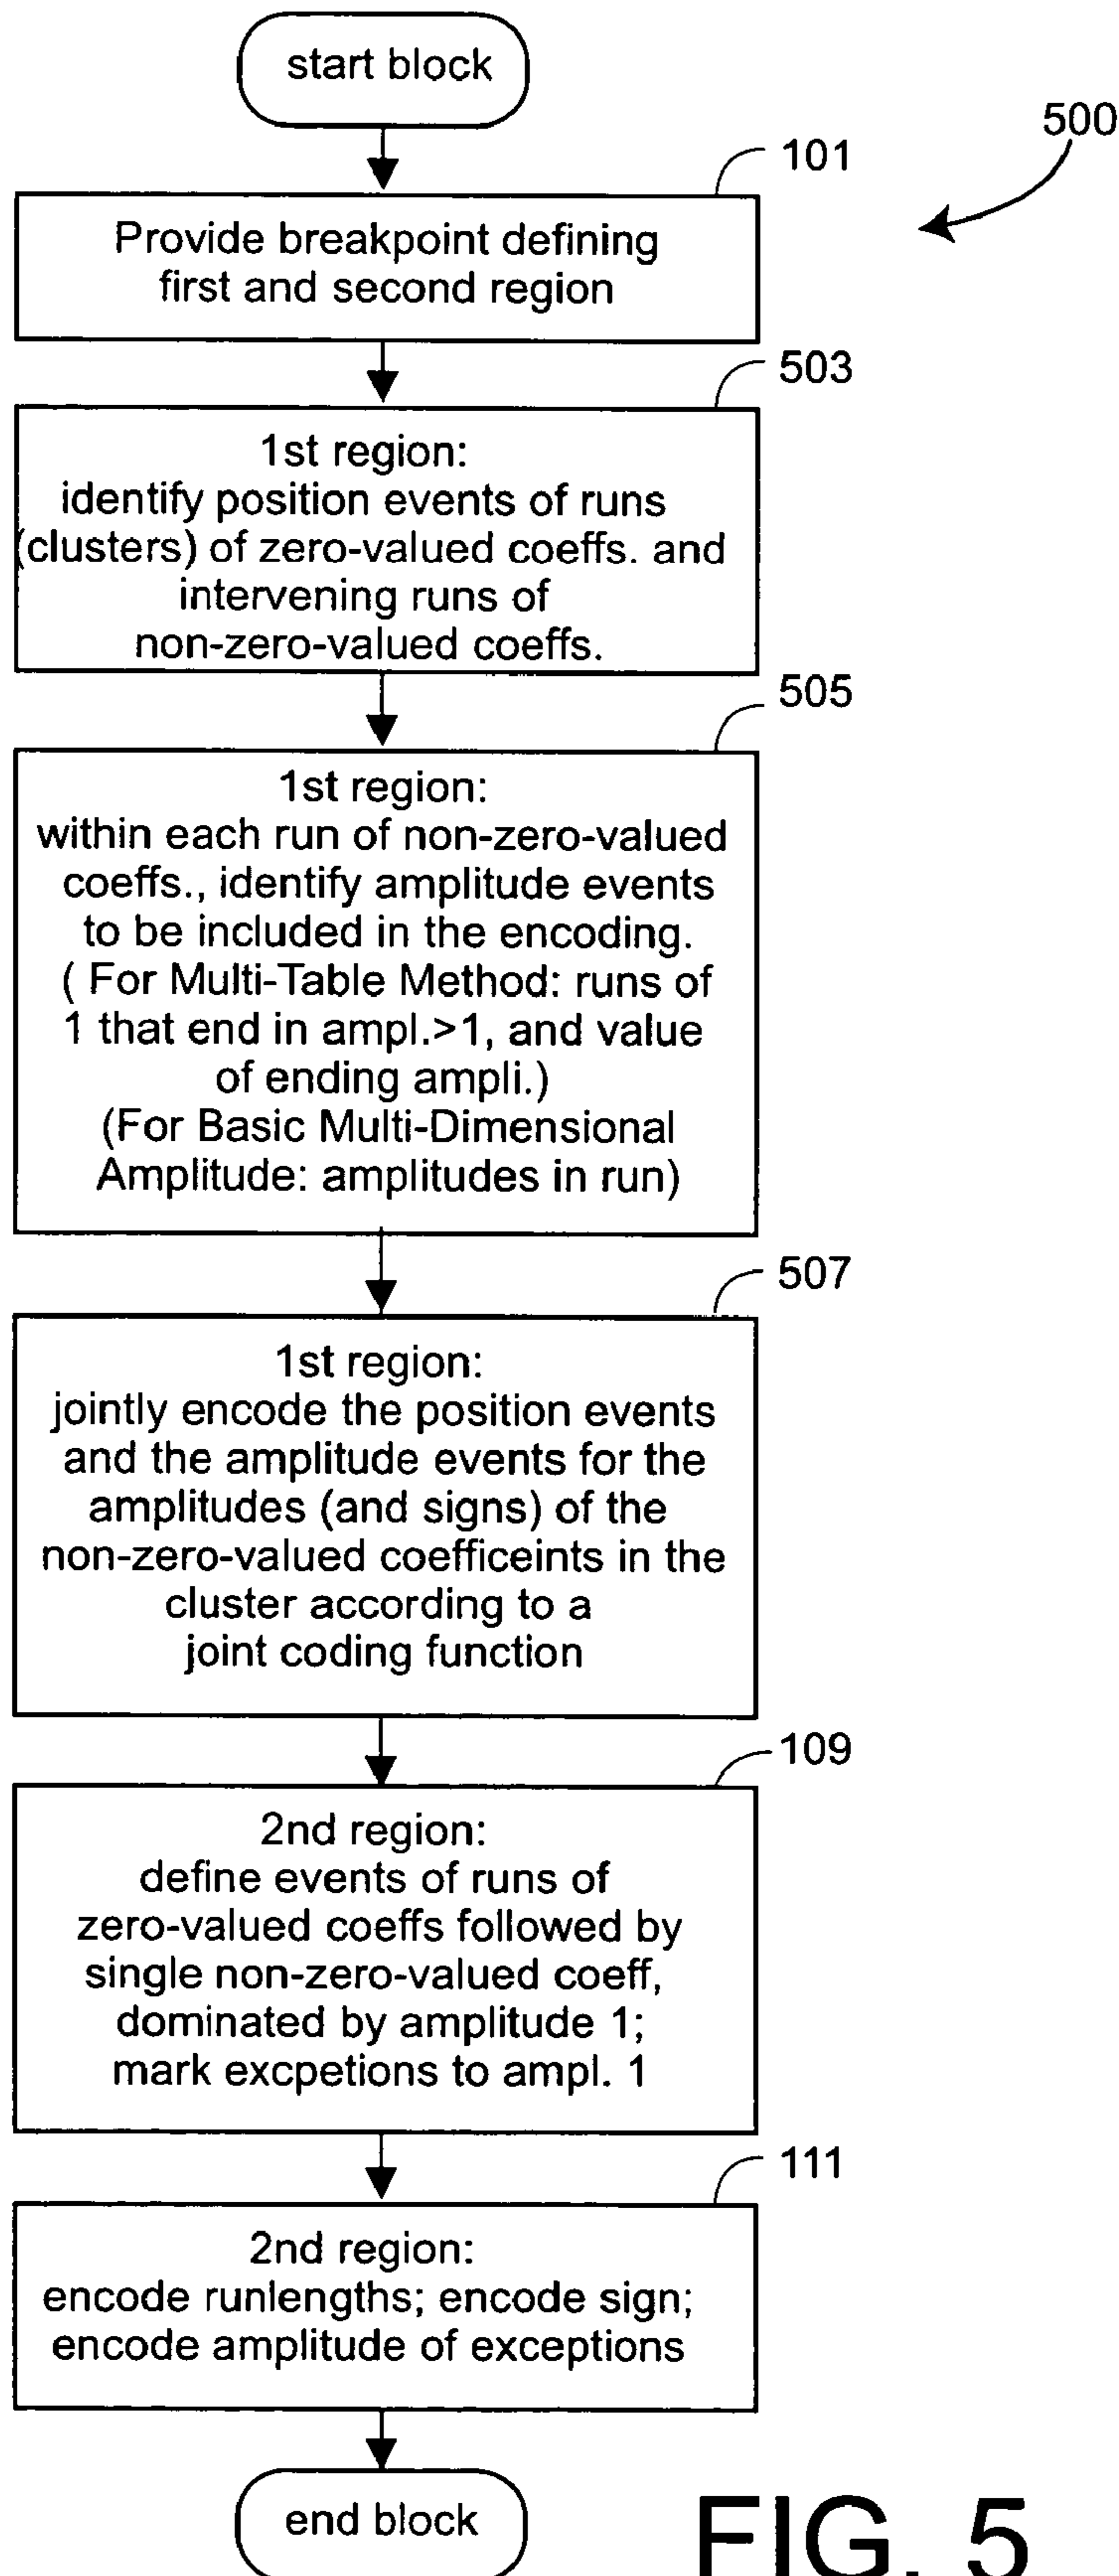 start block
500
101
Provide breakpoint defining
first and second region
503
1st region:
identify position events of runs
(clusters) of zero-valued coeffs. and
intervening runs of
non-zero-valued coeffs.
505
1st region:
within each run of non-zero-valued
coeffs., identify amplitude events
to be included in the encoding.
( For Multi-Table Method: runs of
1 that end in ampl.>1, and value
of ending ampli.)
(For Basic Multi-Dimensional
Amplitude: amplitudes in run)
507
1st region:
jointly encode the position events
and the amplitude events for the
amplitudes (and signs) of the
non-zero-valued coefficeints in the
cluster according to a
joint coding function
109
2nd region:
define events of runs of
zero-valued coeffs followed by
single non-zero-valued coeff,
dominated by amplitude 1;
mark excpetions to ampl. 1
111
2nd region:
encode runlengths; encode sign;
encode amplitude of exceptions
end block
FIG. 5